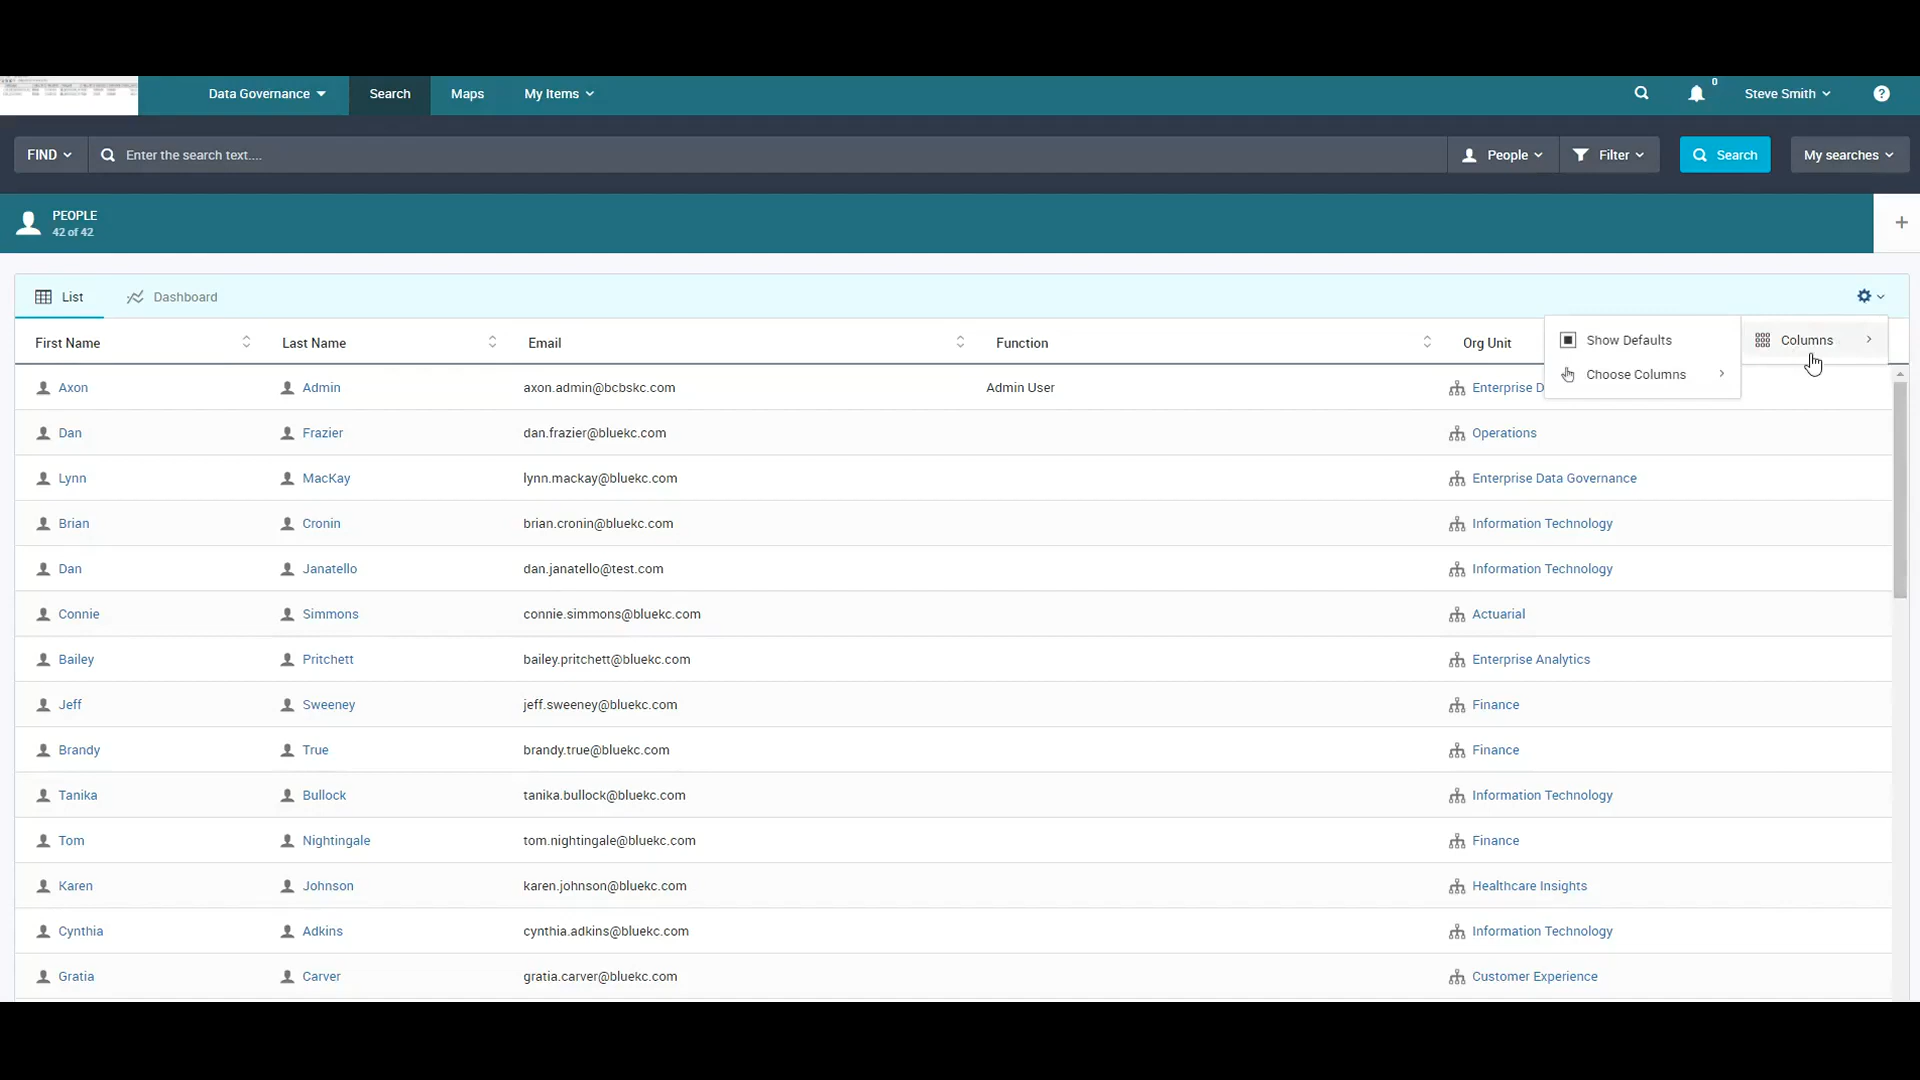 Data Governance Search Maps My Items 0 Steve Smith ?
FIND Enter the search text.... People Filter Search My searches
PEOPLE
42 of 42
+
List Dashboard
First Name Last Name Email Function Org Unit Show Defaults Columns
Choose Columns
Axon Admin axon.admin@bcbskc.com Admin User Enterprise D
Dan Frazier dan.frazier@bluekc.com Operations
Lynn MacKay lynn.mackay@bluekc.com Enterprise Data Governance
Brian Cronin brian.cronin@bluekc.com Information Technology
Dan Janatello dan.janatello@test.com Information Technology
Connie Simmons connie.simmons@bluekc.com Actuarial
Bailey Pritchett bailey.pritchett@bluekc.com Enterprise Analytics
Jeff Sweeney jeff.sweeney@bluekc.com Finance
Brandy True brandy.true@bluekc.com Finance
Tanika Bullock tanika.bullock@bluekc.com Information Technology
Tom Nightingale tom.nightingale@bluekc.com Finance
Karen Johnson karen.johnson@bluekc.com Healthcare Insights
Cynthia Adkins cynthia.adkins@bluekc.com Information Technology
Gratia Carver gratia.carver@bluekc.com Customer Experience